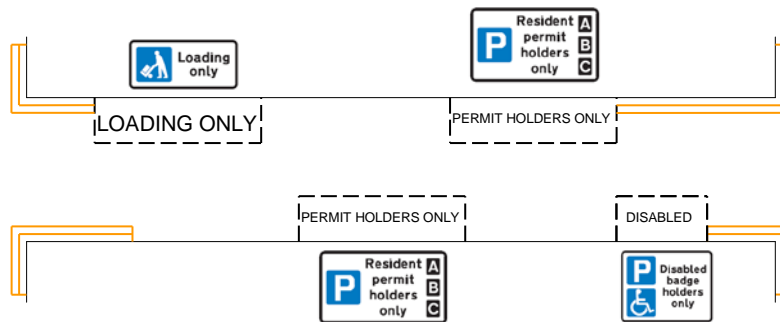 Loading
only
P
Resident A
permit B
holders C
only
LOADING ONLY
PERMIT HOLDERS ONLY
PERMIT HOLDERS ONLY
DISABLED
P
Resident A
permit B
holders C
only
P
Disabled
badge
holders
only